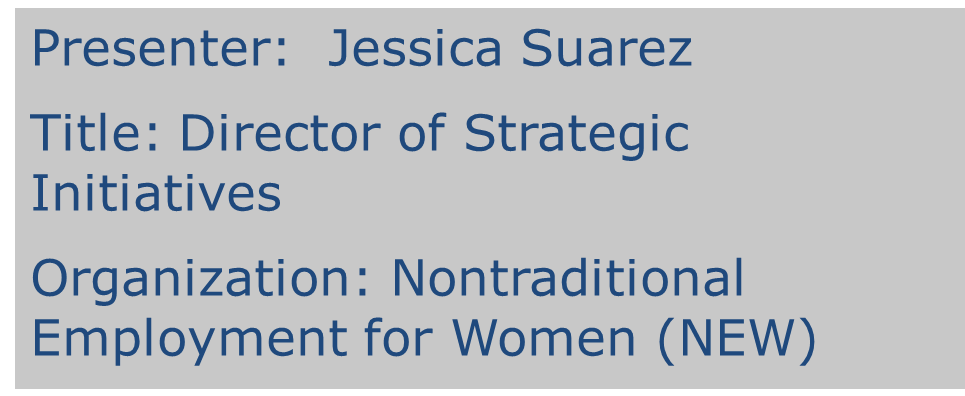 Presenter:  Jessica Suarez
Title: Director of Strategic
Initiatives
Organization: Nontraditional
Employment for Women (NEW)